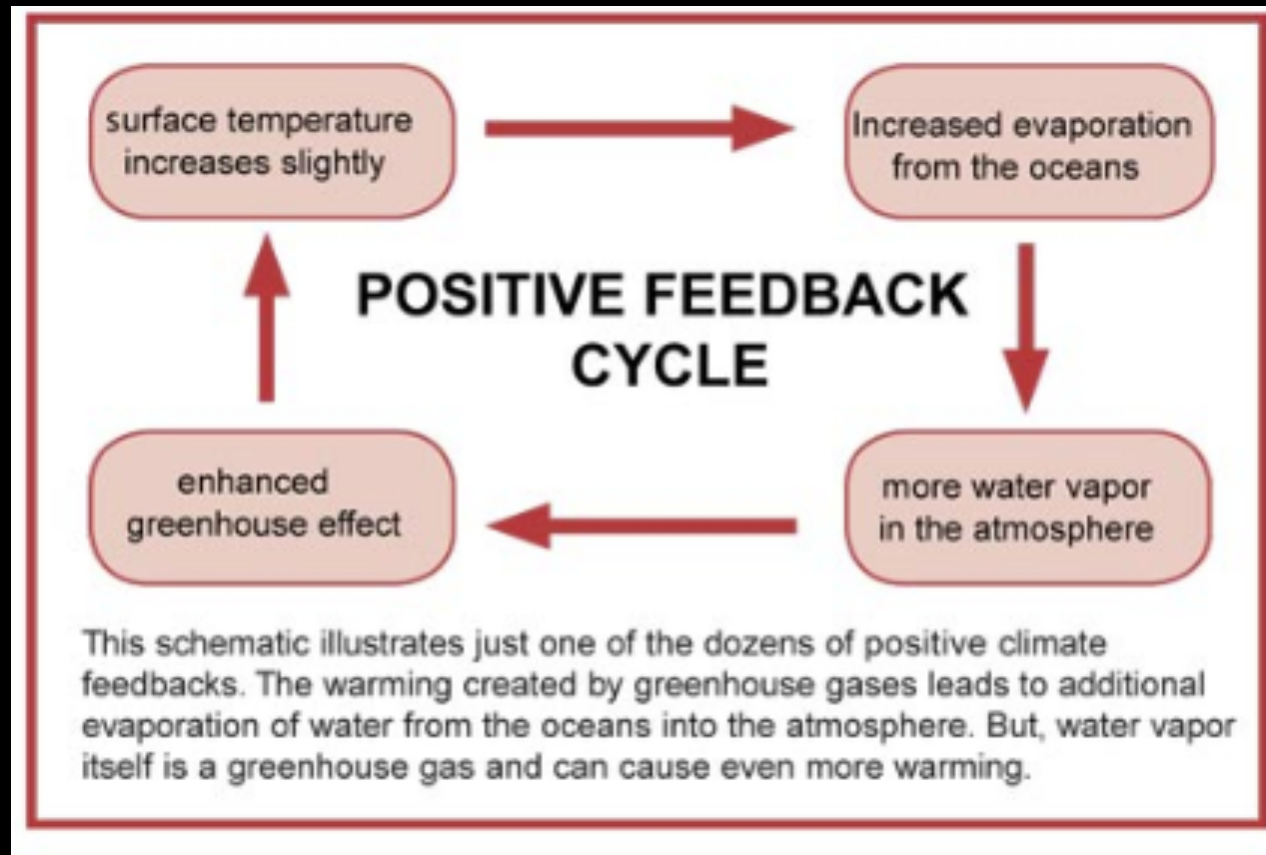 surface temperature
increases slightly
Increased evaporation
from the oceans
POSITIVE FEEDBACK
CYCLE
enhanced
greenhouse effect
more water vapor
in the atmosphere
This schematic illustrates just one of the dozens of positive climate
feedbacks. The warming created by greenhouse gases leads to additional
evaporation of water from the oceans into the atmosphere. But, water vapor
itself is a greenhouse gas and can cause even more warming.